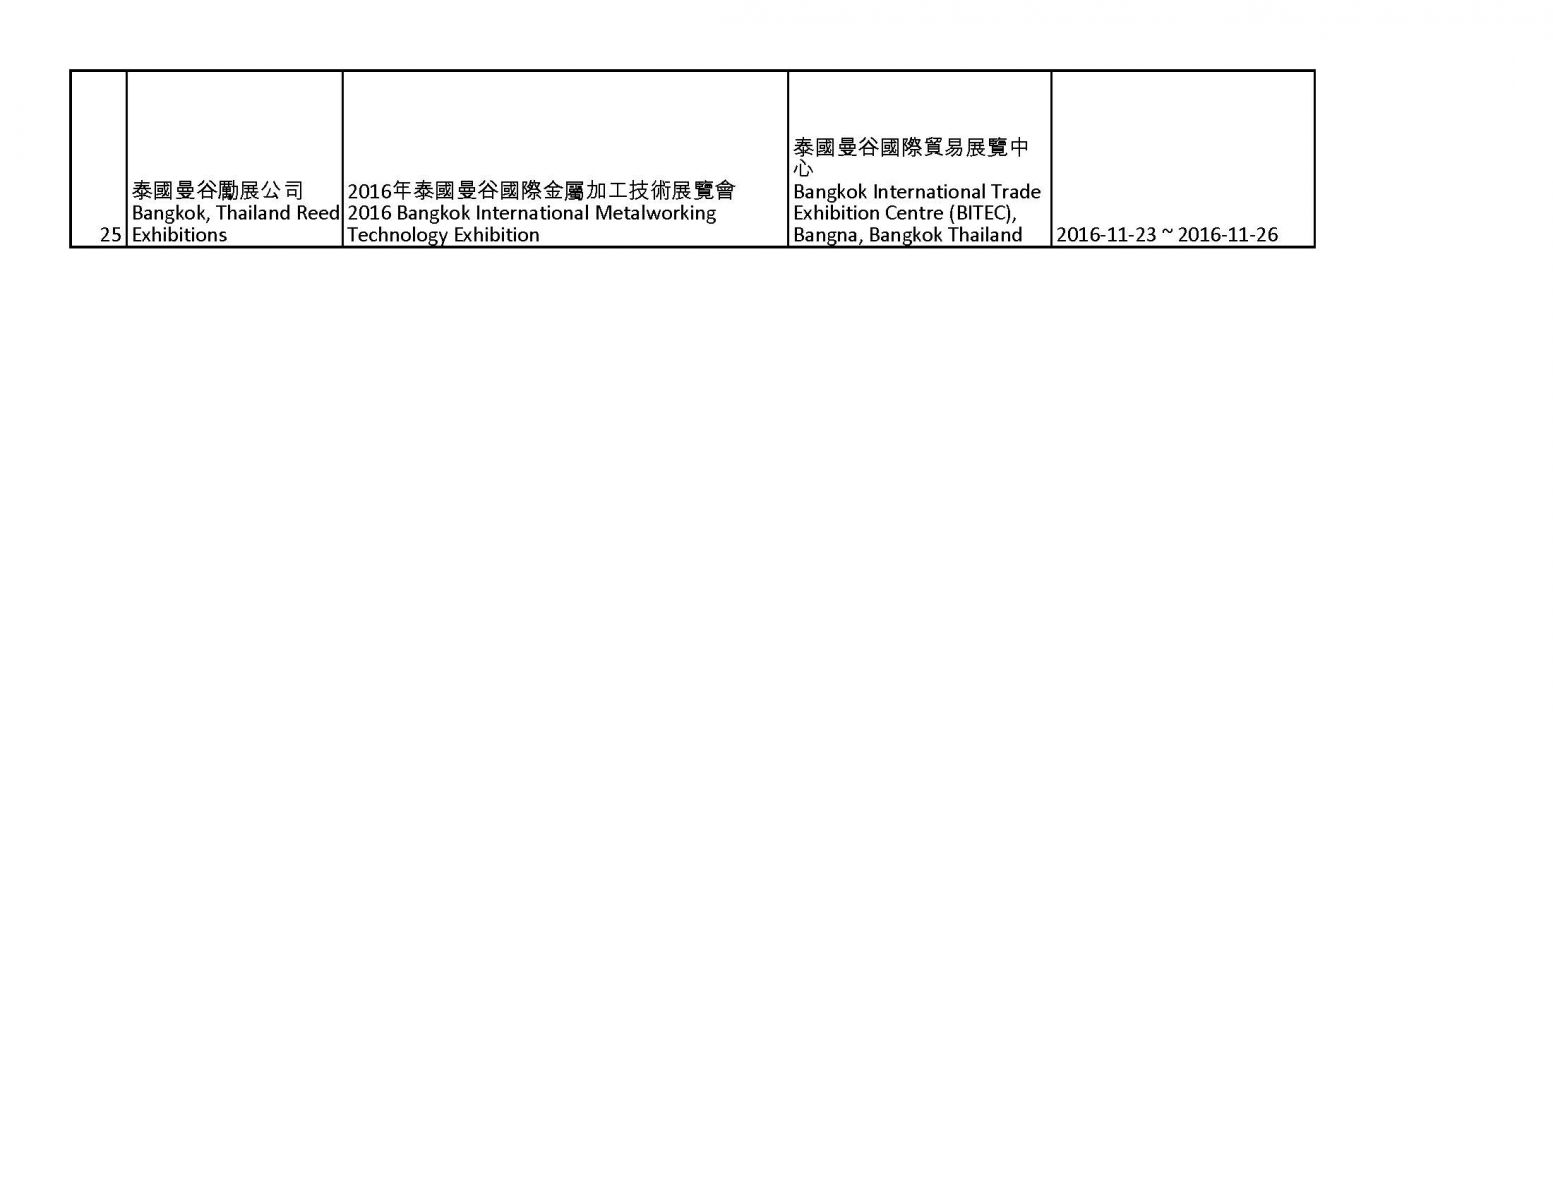 25
泰國曼谷勵展公司
Bangkok, Thailand Reed
Exhibitions
2016年泰國曼谷國際金屬加工技術展覽會
2016 Bangkok International Metalworking
Technology Exhibition
泰國曼谷國際貿易展覽中
心
Bangkok International Trade
Exhibition Centre (BITEC),
Bangna, Bangkok Thailand
2016-11-23 ~ 2016-11-26